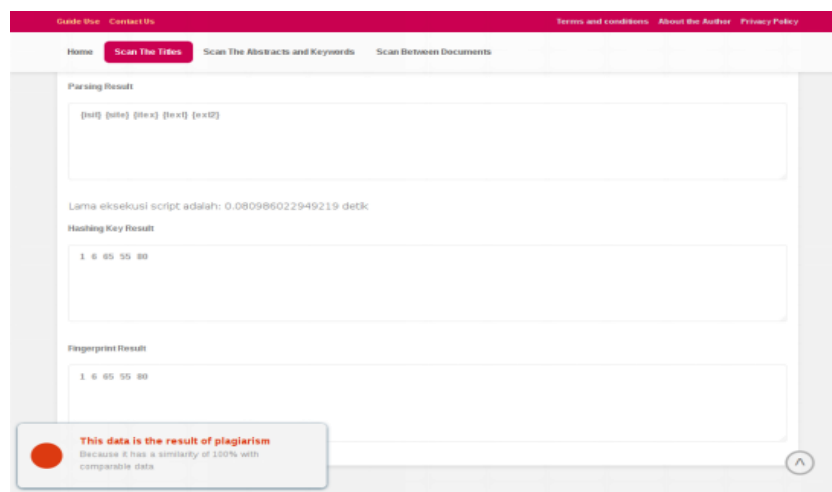 Guide Use Contact Us Terms and conditions About the Author Privacy Policy
Home Scan The Titles Scan The Abstracts and Keywords Scan Between Documents
Parsing Result
{isit} {site} {itex} {text} {ext2}
Lama eksekusi script adalah: 0.080986022949219 detik
Hashing Key Result
1 6 65 55 80
Fingerprint Result
1 6 65 55 80
This data is the result of plagiarism
Because it has a similarity of 100% with
comparable data